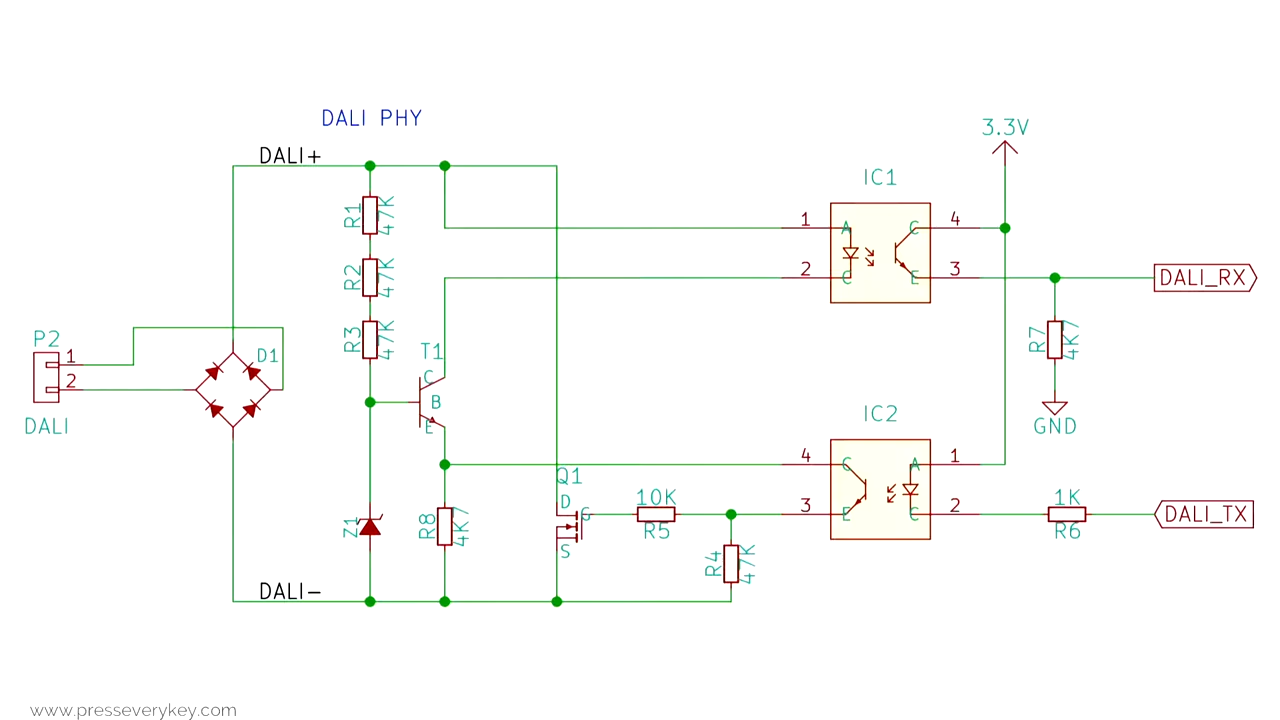 DALI PHY
DALI+
3.3V
IC1
R1 47K
1 A C 4
R2 47K
2 C E 3
DALI_RX
R3 47K
R7 4K7
P2
1
2
DALI
D1
T1
C
B
E
GND
IC2
4 C A 1
Q1
D
G
S
10K
R5
3 E C 2
1K
R6
DALI_TX
Z1
R8 4K7
R4 47K
DALI-
www.presseverykey.com